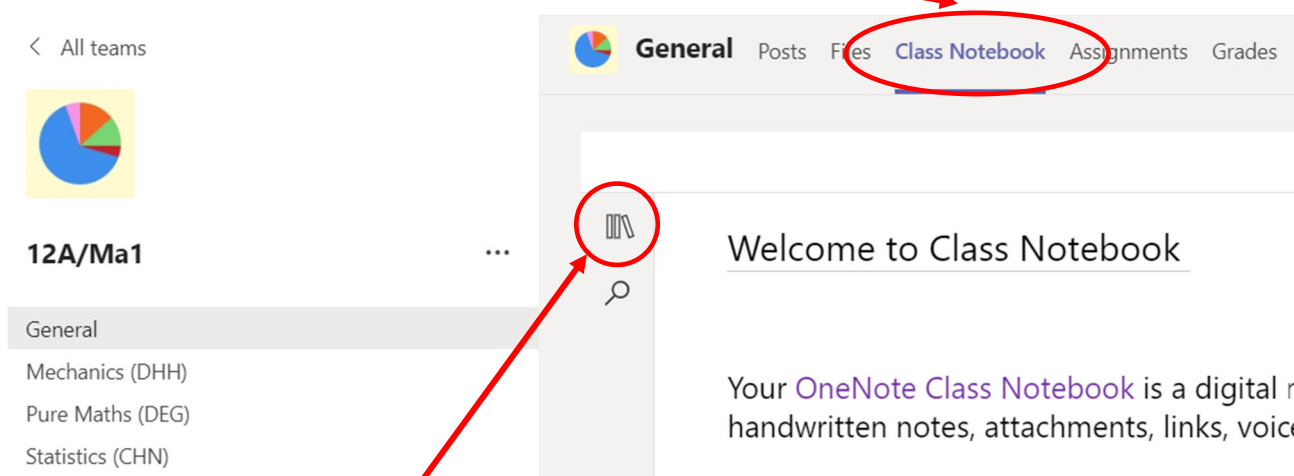 All teams
12A/Ma1
General
Mechanics (DHH)
Pure Maths (DEG)
Statistics (CHN)
General Posts Files Class Notebook Assignments Grades
Welcome to Class Notebook
Your OneNote Class Notebook is a digital
handwritten notes, attachments, links, voice